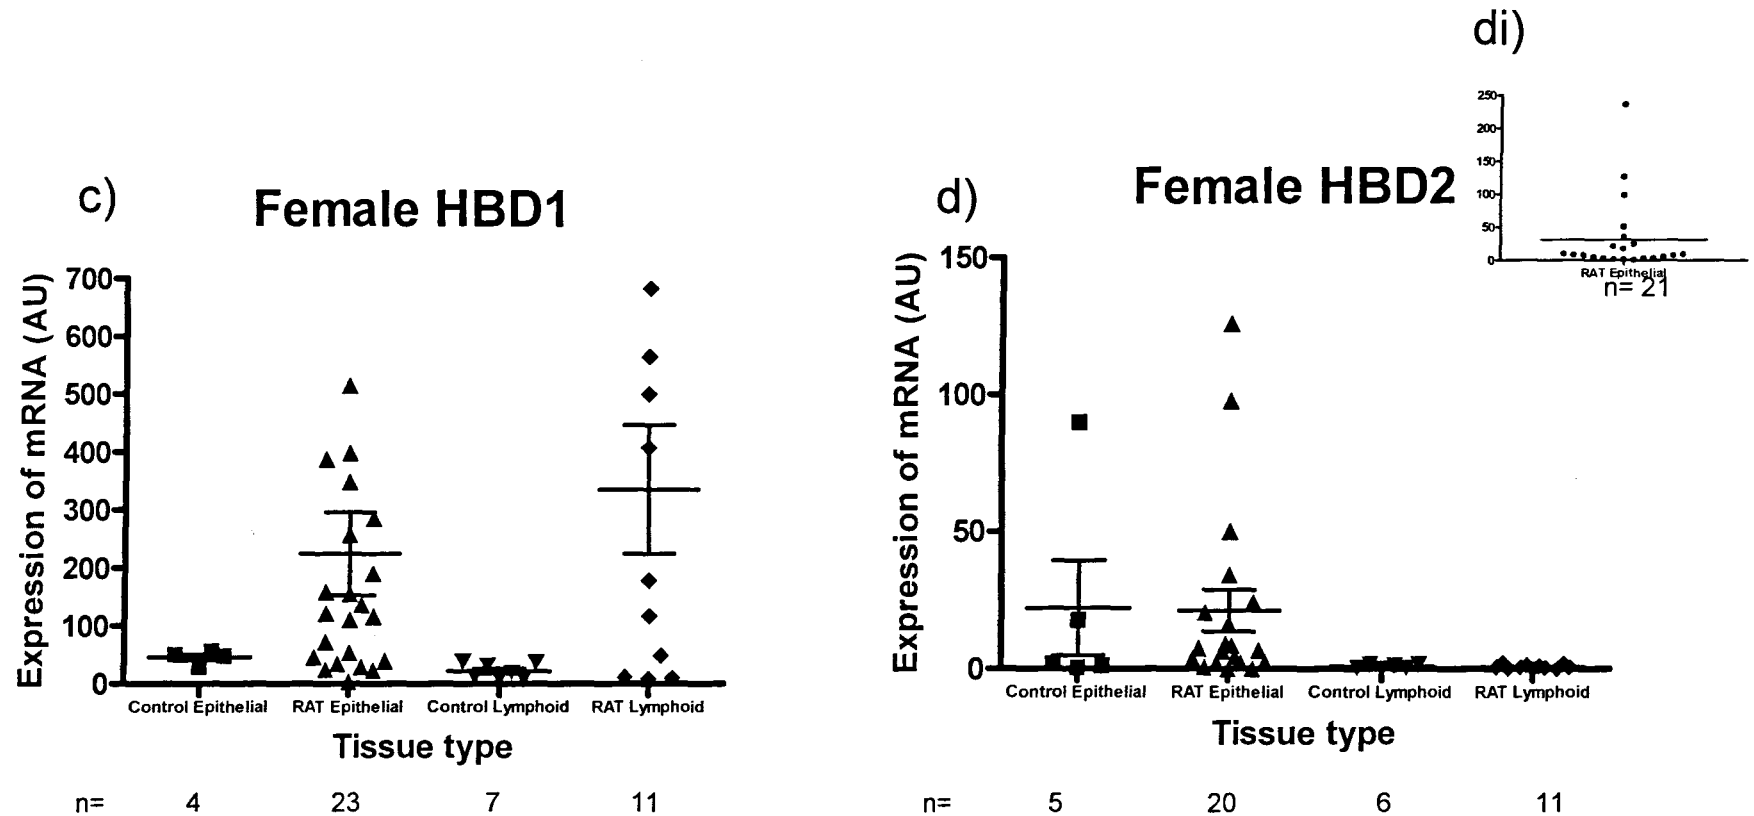 c)
Female HBD1
Expression of mRNA (AU)
700
600
500
400
300
200
100
0
Control Epithelial RAT Epithelial Control Lymphoid RAT Lymphoid
Tissue type
n= 4 23 7 11
d)
Female HBD2
Expression of mRNA (AU)
150
100
50
0
Control Epithelial RAT Epithelial Control Lymphoid RAT Lymphoid
Tissue type
n= 5 20 6 11
di)
250
200
150
100
50
0
RAT Epithelial
n= 21